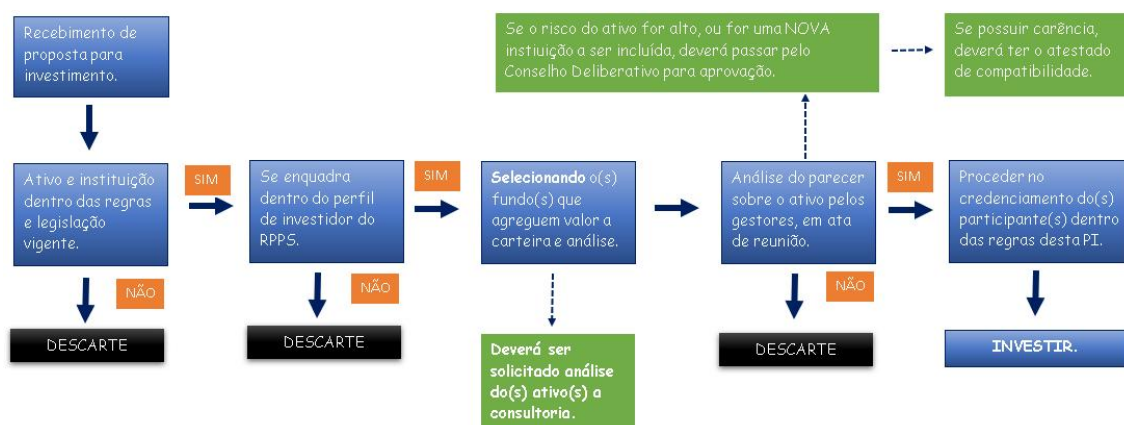 Recebimento de
proposta para
investimento.
Se o risco do ativo for alto, ou for uma NOVA
instiuição a ser incluída, deverá passar pelo
Conselho Deliberativo para aprovação.
Se possuir carência,
deverá ter o atestado
de compatibilidade.
Ativo e instituição
dentro das regras
e legislação
vigente.
SIM
Se enquadra
dentro do perfil
de investidor do
RPPS.
SIM
Selecionando o(s)
fundo(s) que
agreguem valor a
carteira e análise.
Análise do parecer
sobre o ativo pelos
gestores, em ata
de reunião.
SIM
Proceder no
credenciamento do(s)
participante(s) dentro
das regras desta PI.
NÃO
NÃO
NÃO
DESCARTE
DESCARTE
Deverá ser
solicitado análise
do(s) ativo(s) a
consultoria.
DESCARTE
INVESTIR.